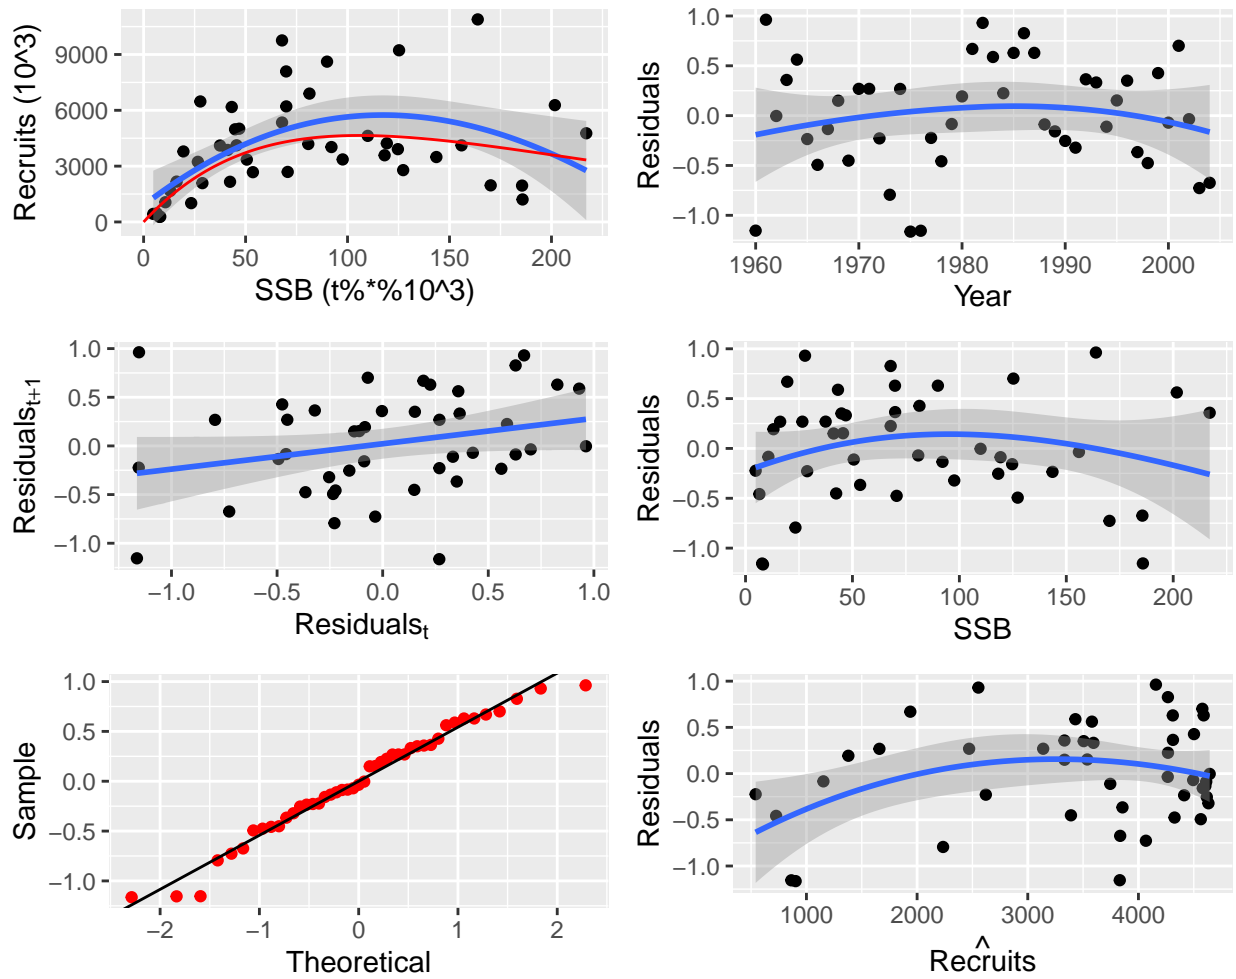 Recruits (10^3)
9000
6000
3000
0
0 50 100 150 200
SSB (t%*%10^3)
Residuals
1.0
0.5
0.0
−0.5
−1.0
1960 1970 1980 1990 2000
Year
Residualsₜ₊₁
1.0
0.5
0.0
−0.5
−1.0
−1.0 −0.5 0.0 0.5 1.0
Residualsₜ
Residuals
1.0
0.5
0.0
−0.5
−1.0
0 50 100 150 200
SSB
Sample
1.0
0.5
0.0
−0.5
−1.0
−2 −1 0 1 2
Theoretical
Residuals
1.0
0.5
0.0
−0.5
−1.0
1000 2000 3000 4000
^
Recruits